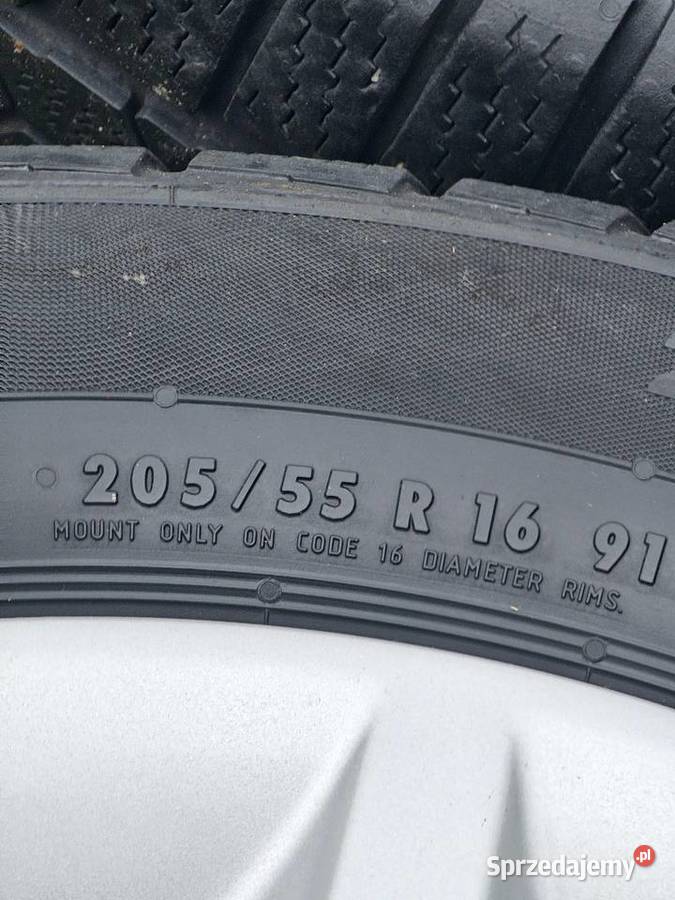 205/55 R 16 91
MOUNT ONLY ON CODE 16 DIAMETER RIMS.
Sprzedajemy.pl